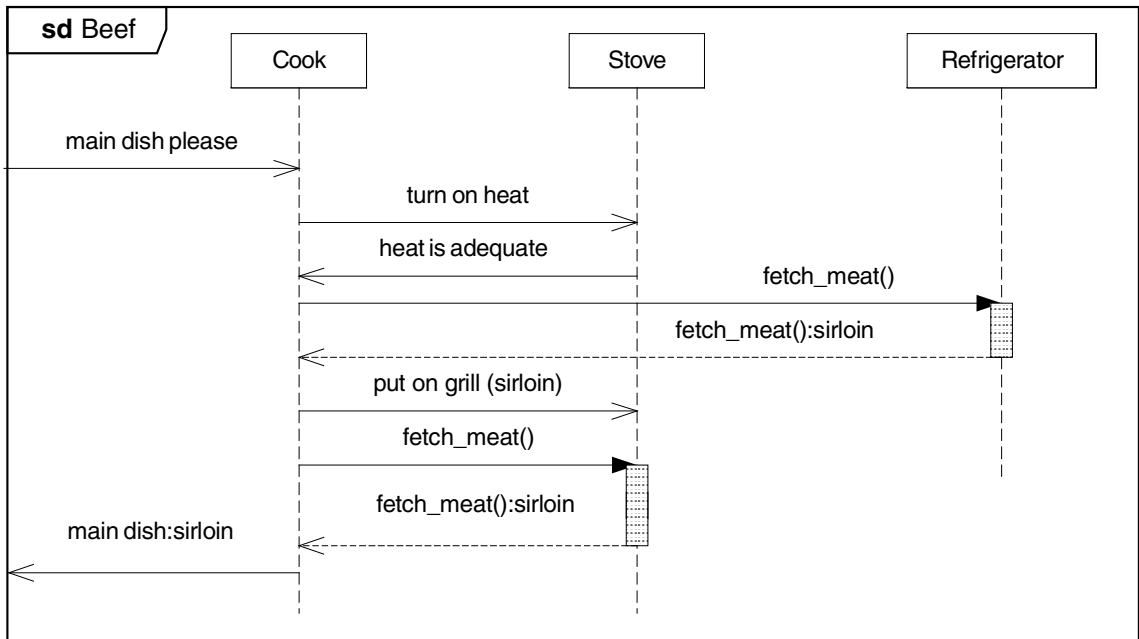 sd Beef
Cook
Stove
Refrigerator
main dish please
turn on heat
heat is adequate
fetch_meat()
fetch_meat():sirloin
put on grill (sirloin)
fetch_meat()
fetch_meat():sirloin
main dish:sirloin